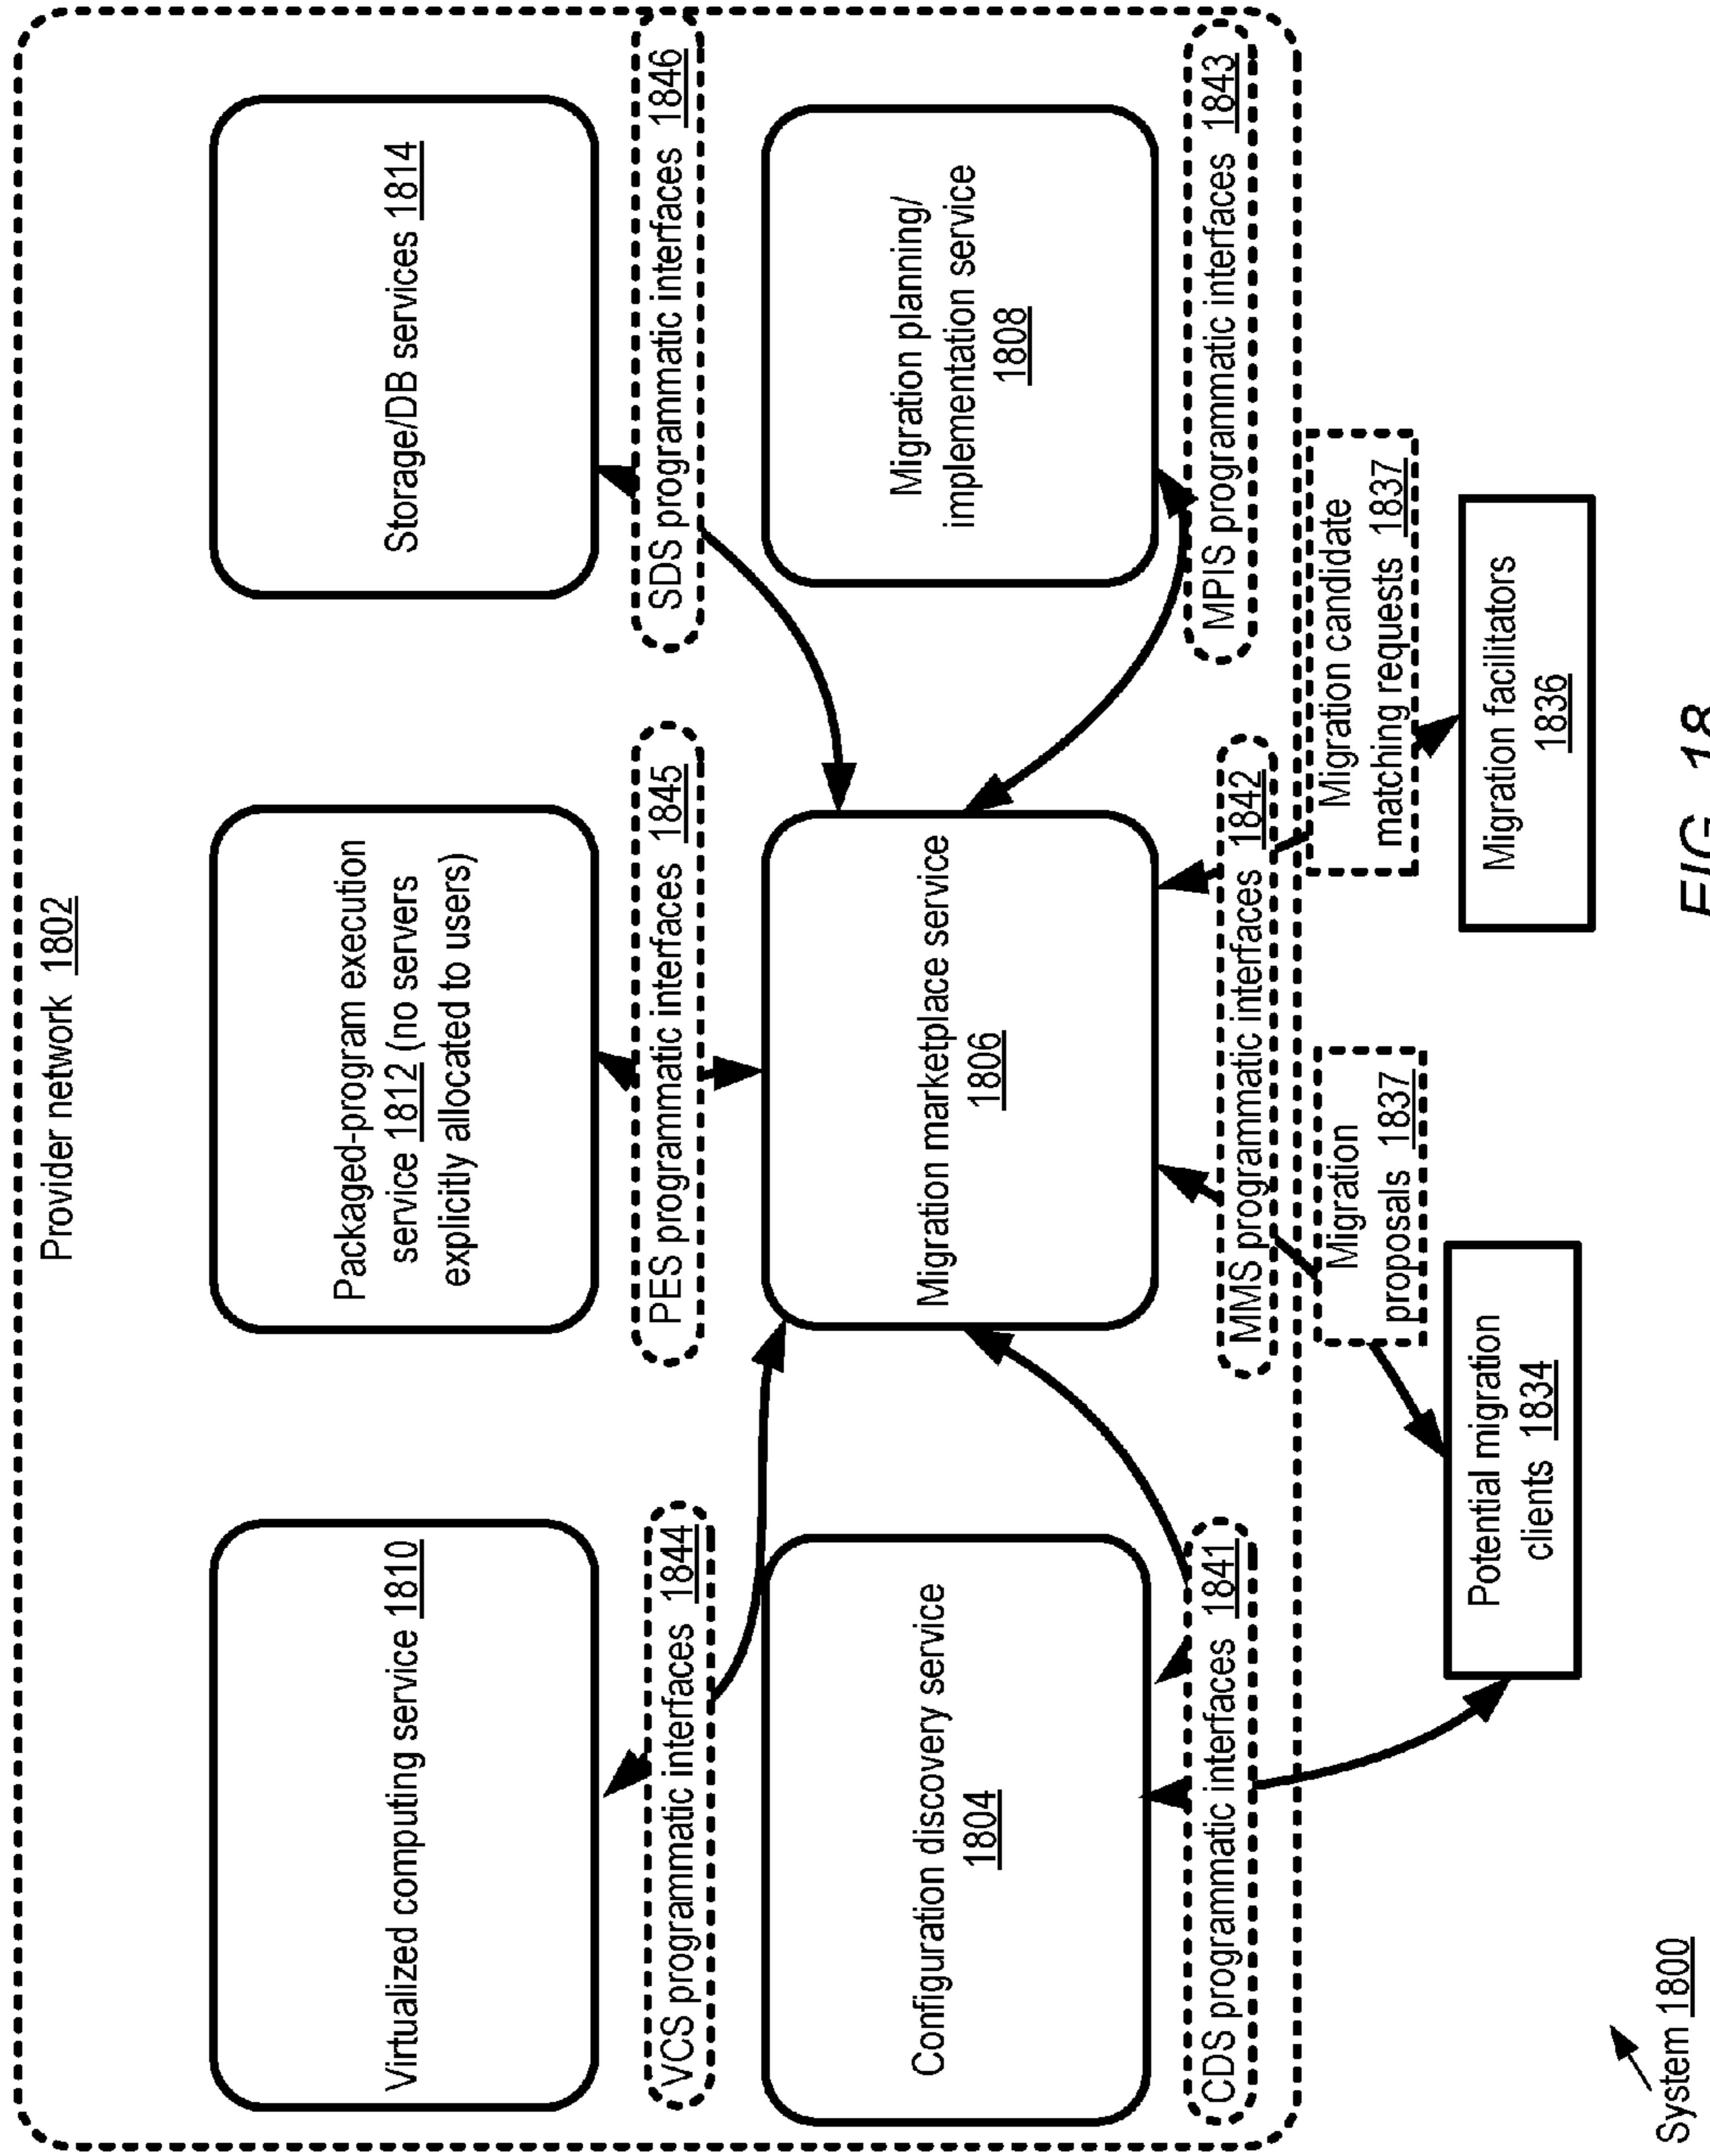 Provider network 1802
Virtualized computing service 1810
Packaged-program execution
service 1812 (no servers
explicitly allocated to users)
Storage/DB services 1814
VCS programmatic interfaces 1844
PES programmatic interfaces 1845
SDS programmatic interfaces 1846
Configuration discovery service
1804
Migration marketplace service
1806
Migration planning/
implementation service
1808
CDS programmatic interfaces 1841
MMS programmatic interfaces 1842
MPIS programmatic interfaces 1843
Migration
proposals 1837
Migration candidate
matching requests 1837
Potential migration
clients 1834
Migration facilitators
1836
System 1800
FIG. 18